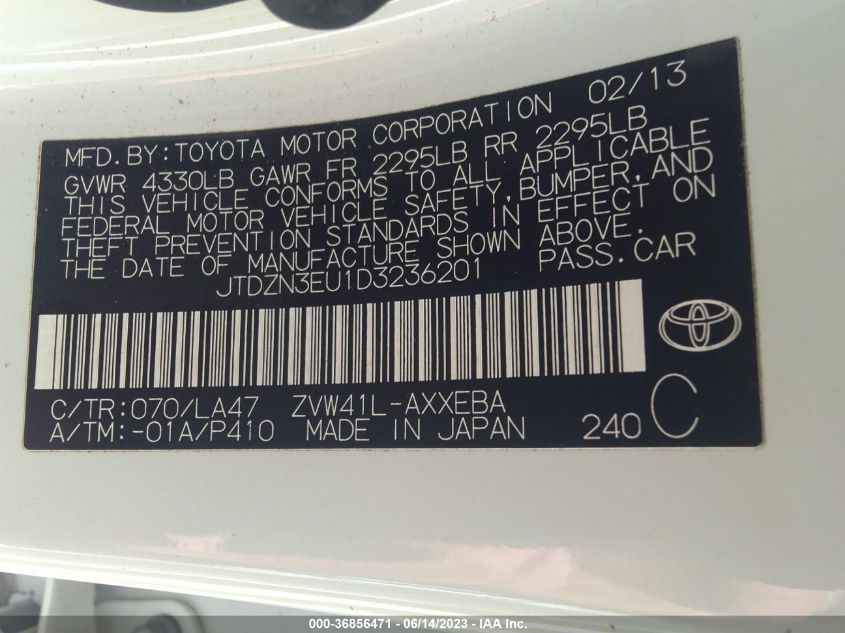 MFD.BY:TOYOTA MOTOR CORPORATION 02/13
GVWR 4330LB GAWR FR 2295LB RR 2295LB
THIS VEHICLE CONFORMS TO ALL APPLICABLE
FEDERAL MOTOR VEHICLE SAFETY,BUMPER,AND
THEFT PREVENTION STANDARDS IN EFFECT ON
THE DATE OF MANUFACTURE SHOWN ABOVE.
JTDZN3EU1D3236201 PASS.CAR
C/TR:070/LA47 ZVW41L-AXXEBA
A/TM:-01A/P410 MADE IN JAPAN 240 C
000-36856471 - 06/14/2023 - IAA Inc.